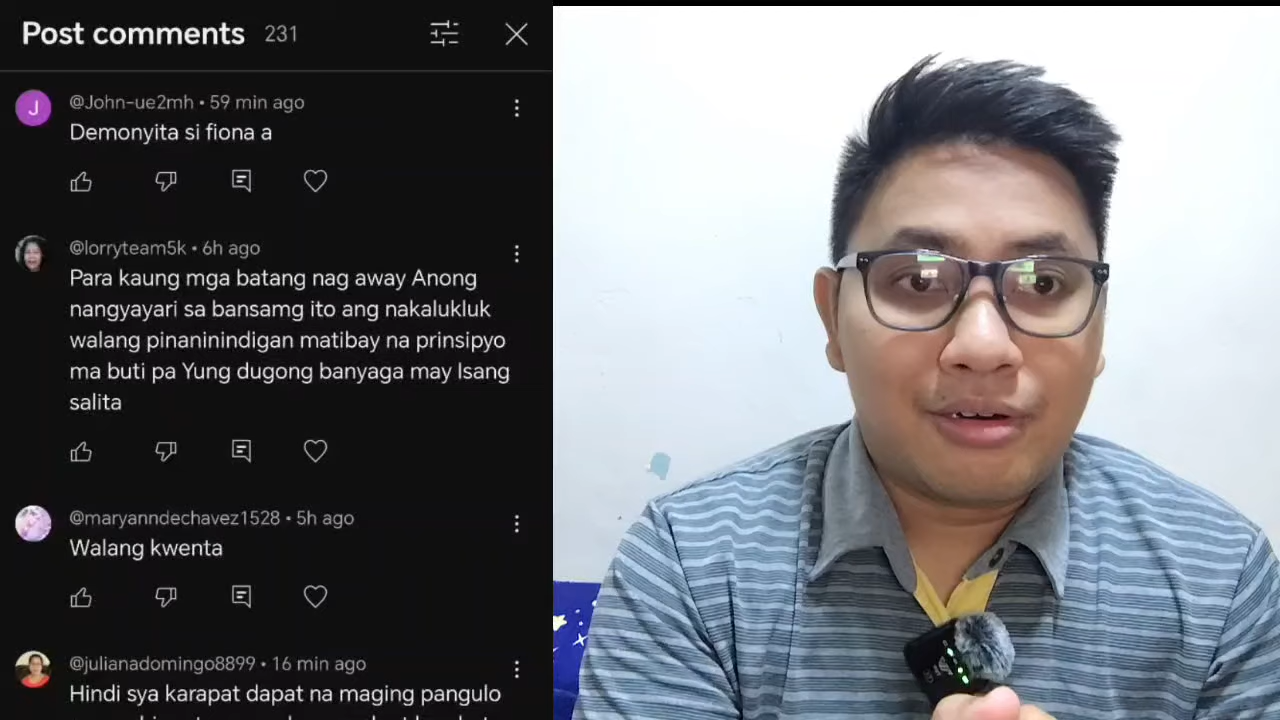 Post comments 231
J
@John-ue2mh • 59 min ago
Demonyita si fiona a
@lorryteam5k • 6h ago
Para kaung mga batang nag away Anong
nangyayari sa bansamg ito ang nakalukluk
walang pinaninindigan matibay na prinsipyo
ma buti pa Yung dugong banyaga may Isang
salita
@maryanndechavez1528 • 5h ago
Walang kwenta
@julianadomingo8899 • 16 min ago
Hindi sya karapat dapat na maging pangulo